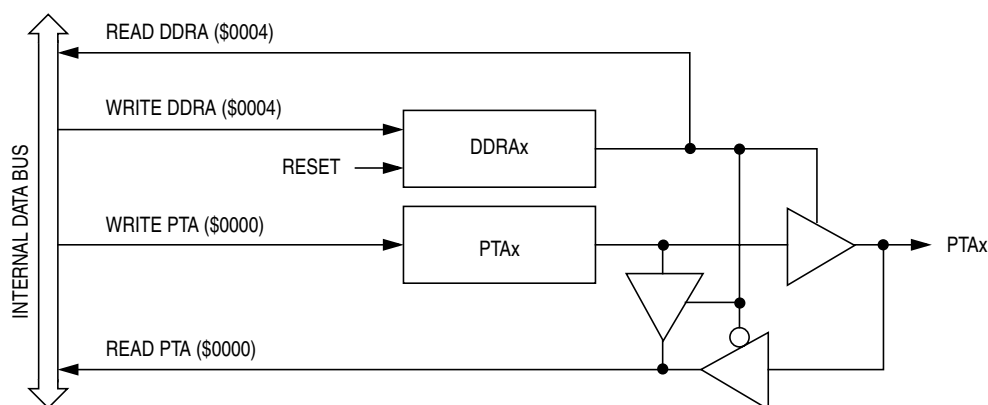 READ DDRA ($0004)
WRITE DDRA ($0004)
DDRAx
RESET
INTERNAL DATA BUS
WRITE PTA ($0000)
PTAx
PTAx
READ PTA ($0000)